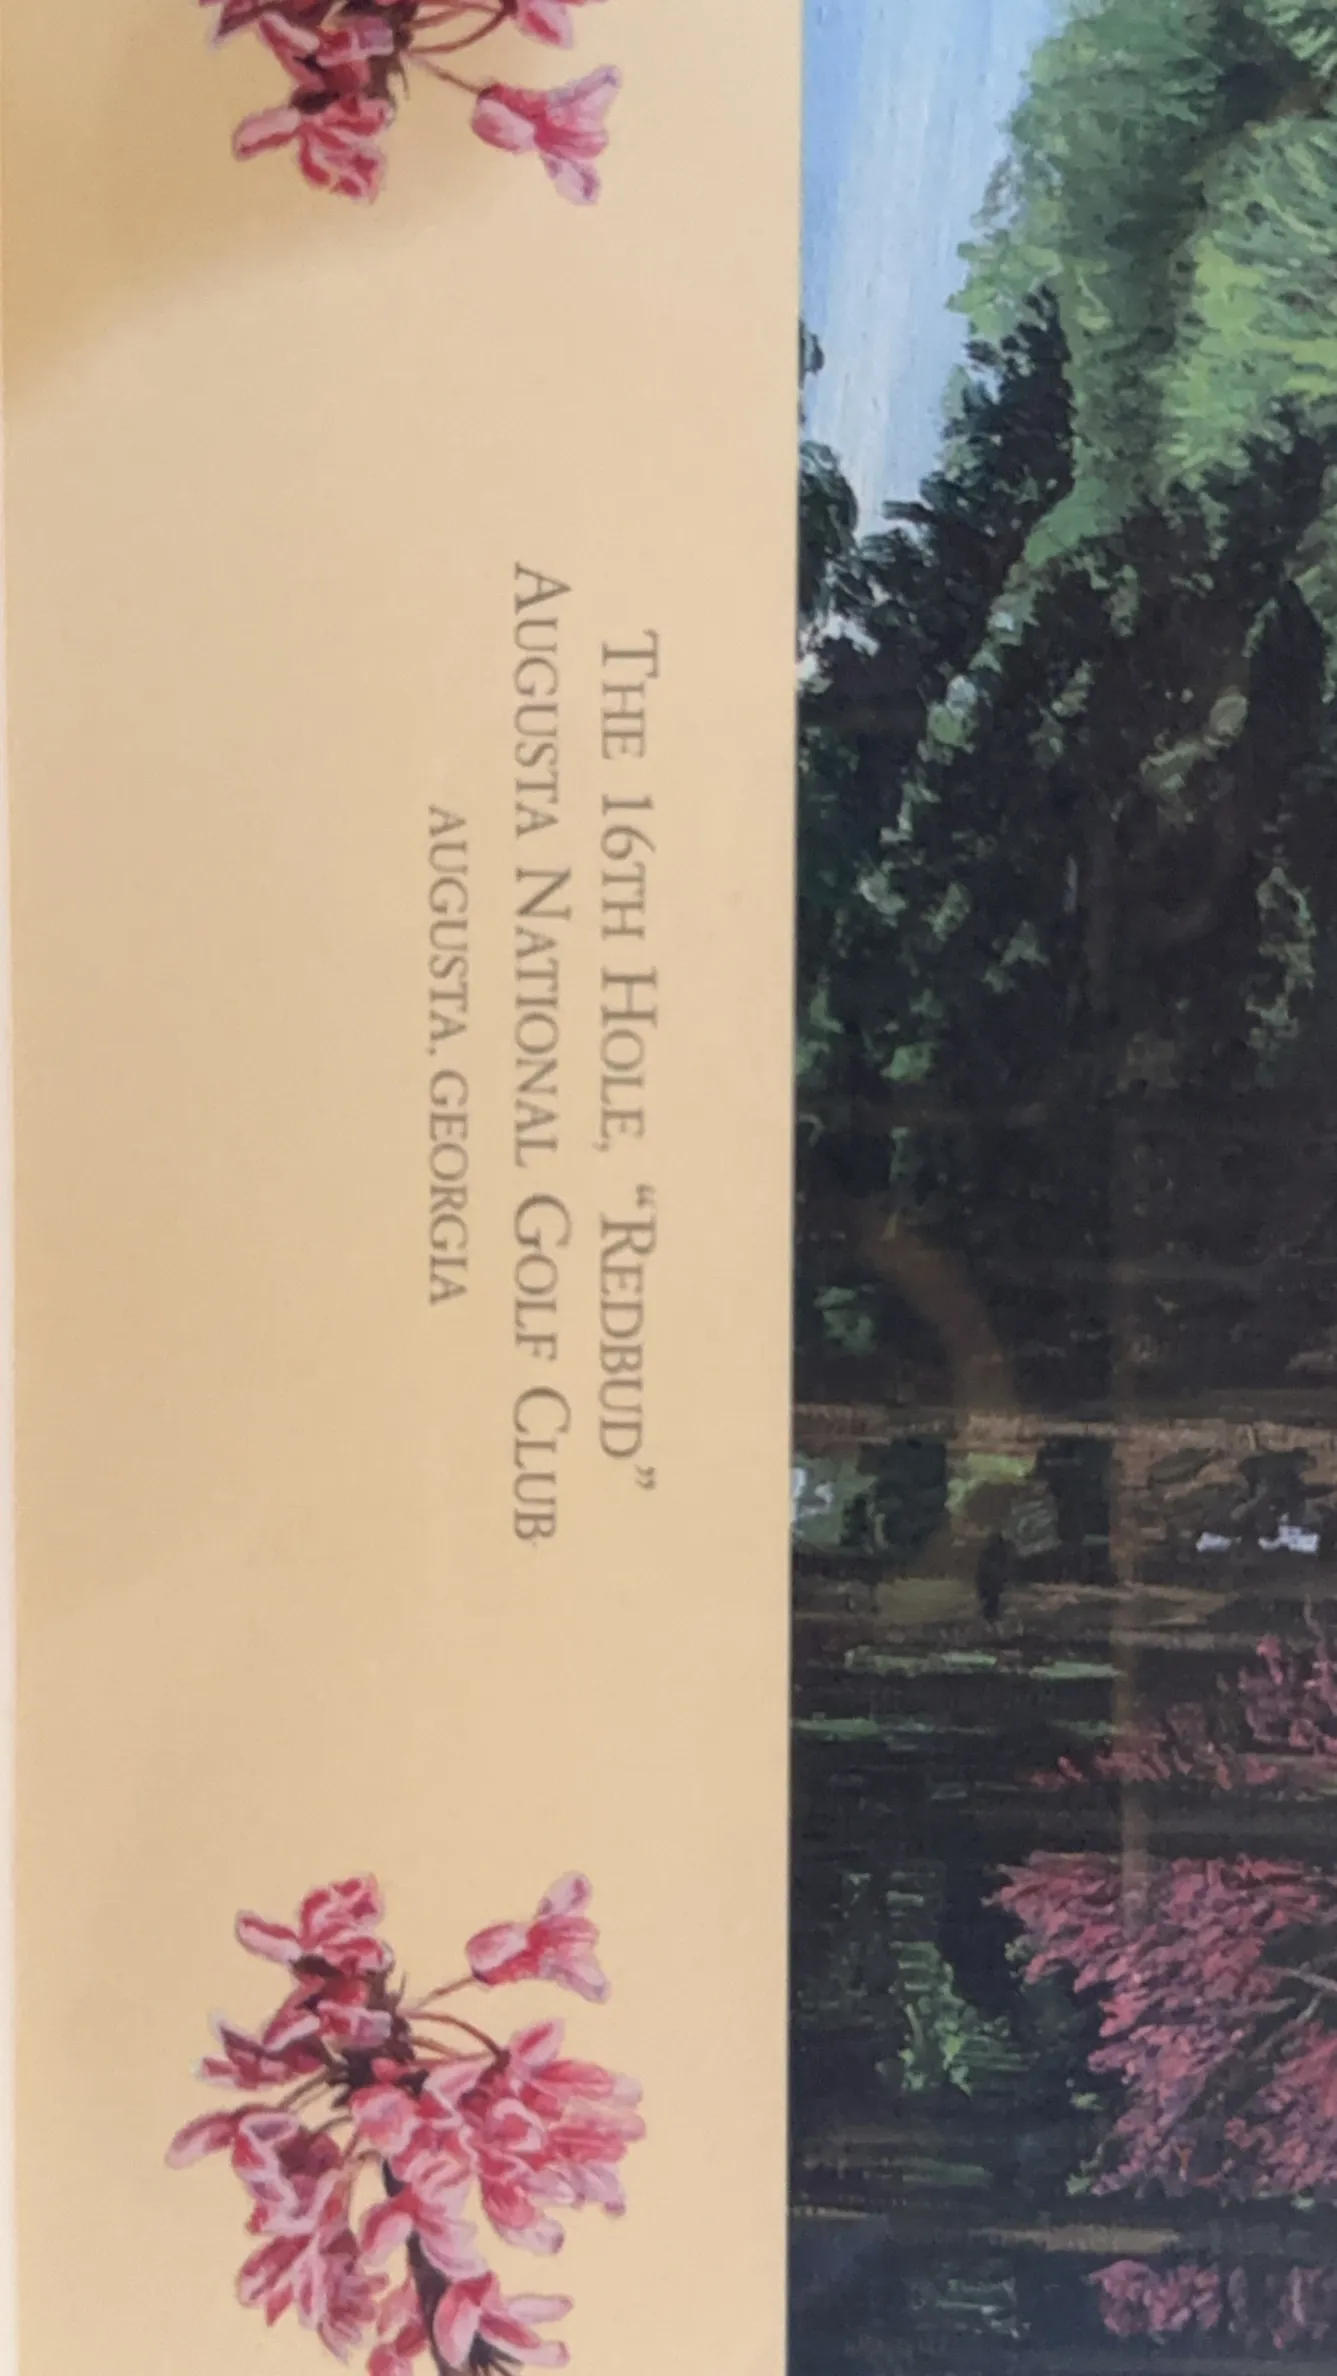 The 16th Hole, “Redbud”
Augusta National Golf Club
Augusta, Georgia